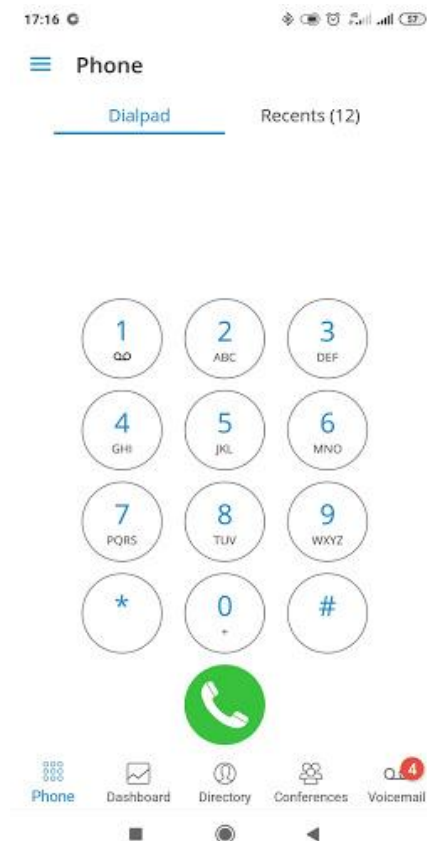 17:16 57
Phone
Dialpad Recents (12)
1 2 3
ABC DEF
4 5 6
GHI JKL MNO
7 8 9
PQRS TUV WXYZ
* 0 #
+
4
Phone Dashboard Directory Conferences Voicemail